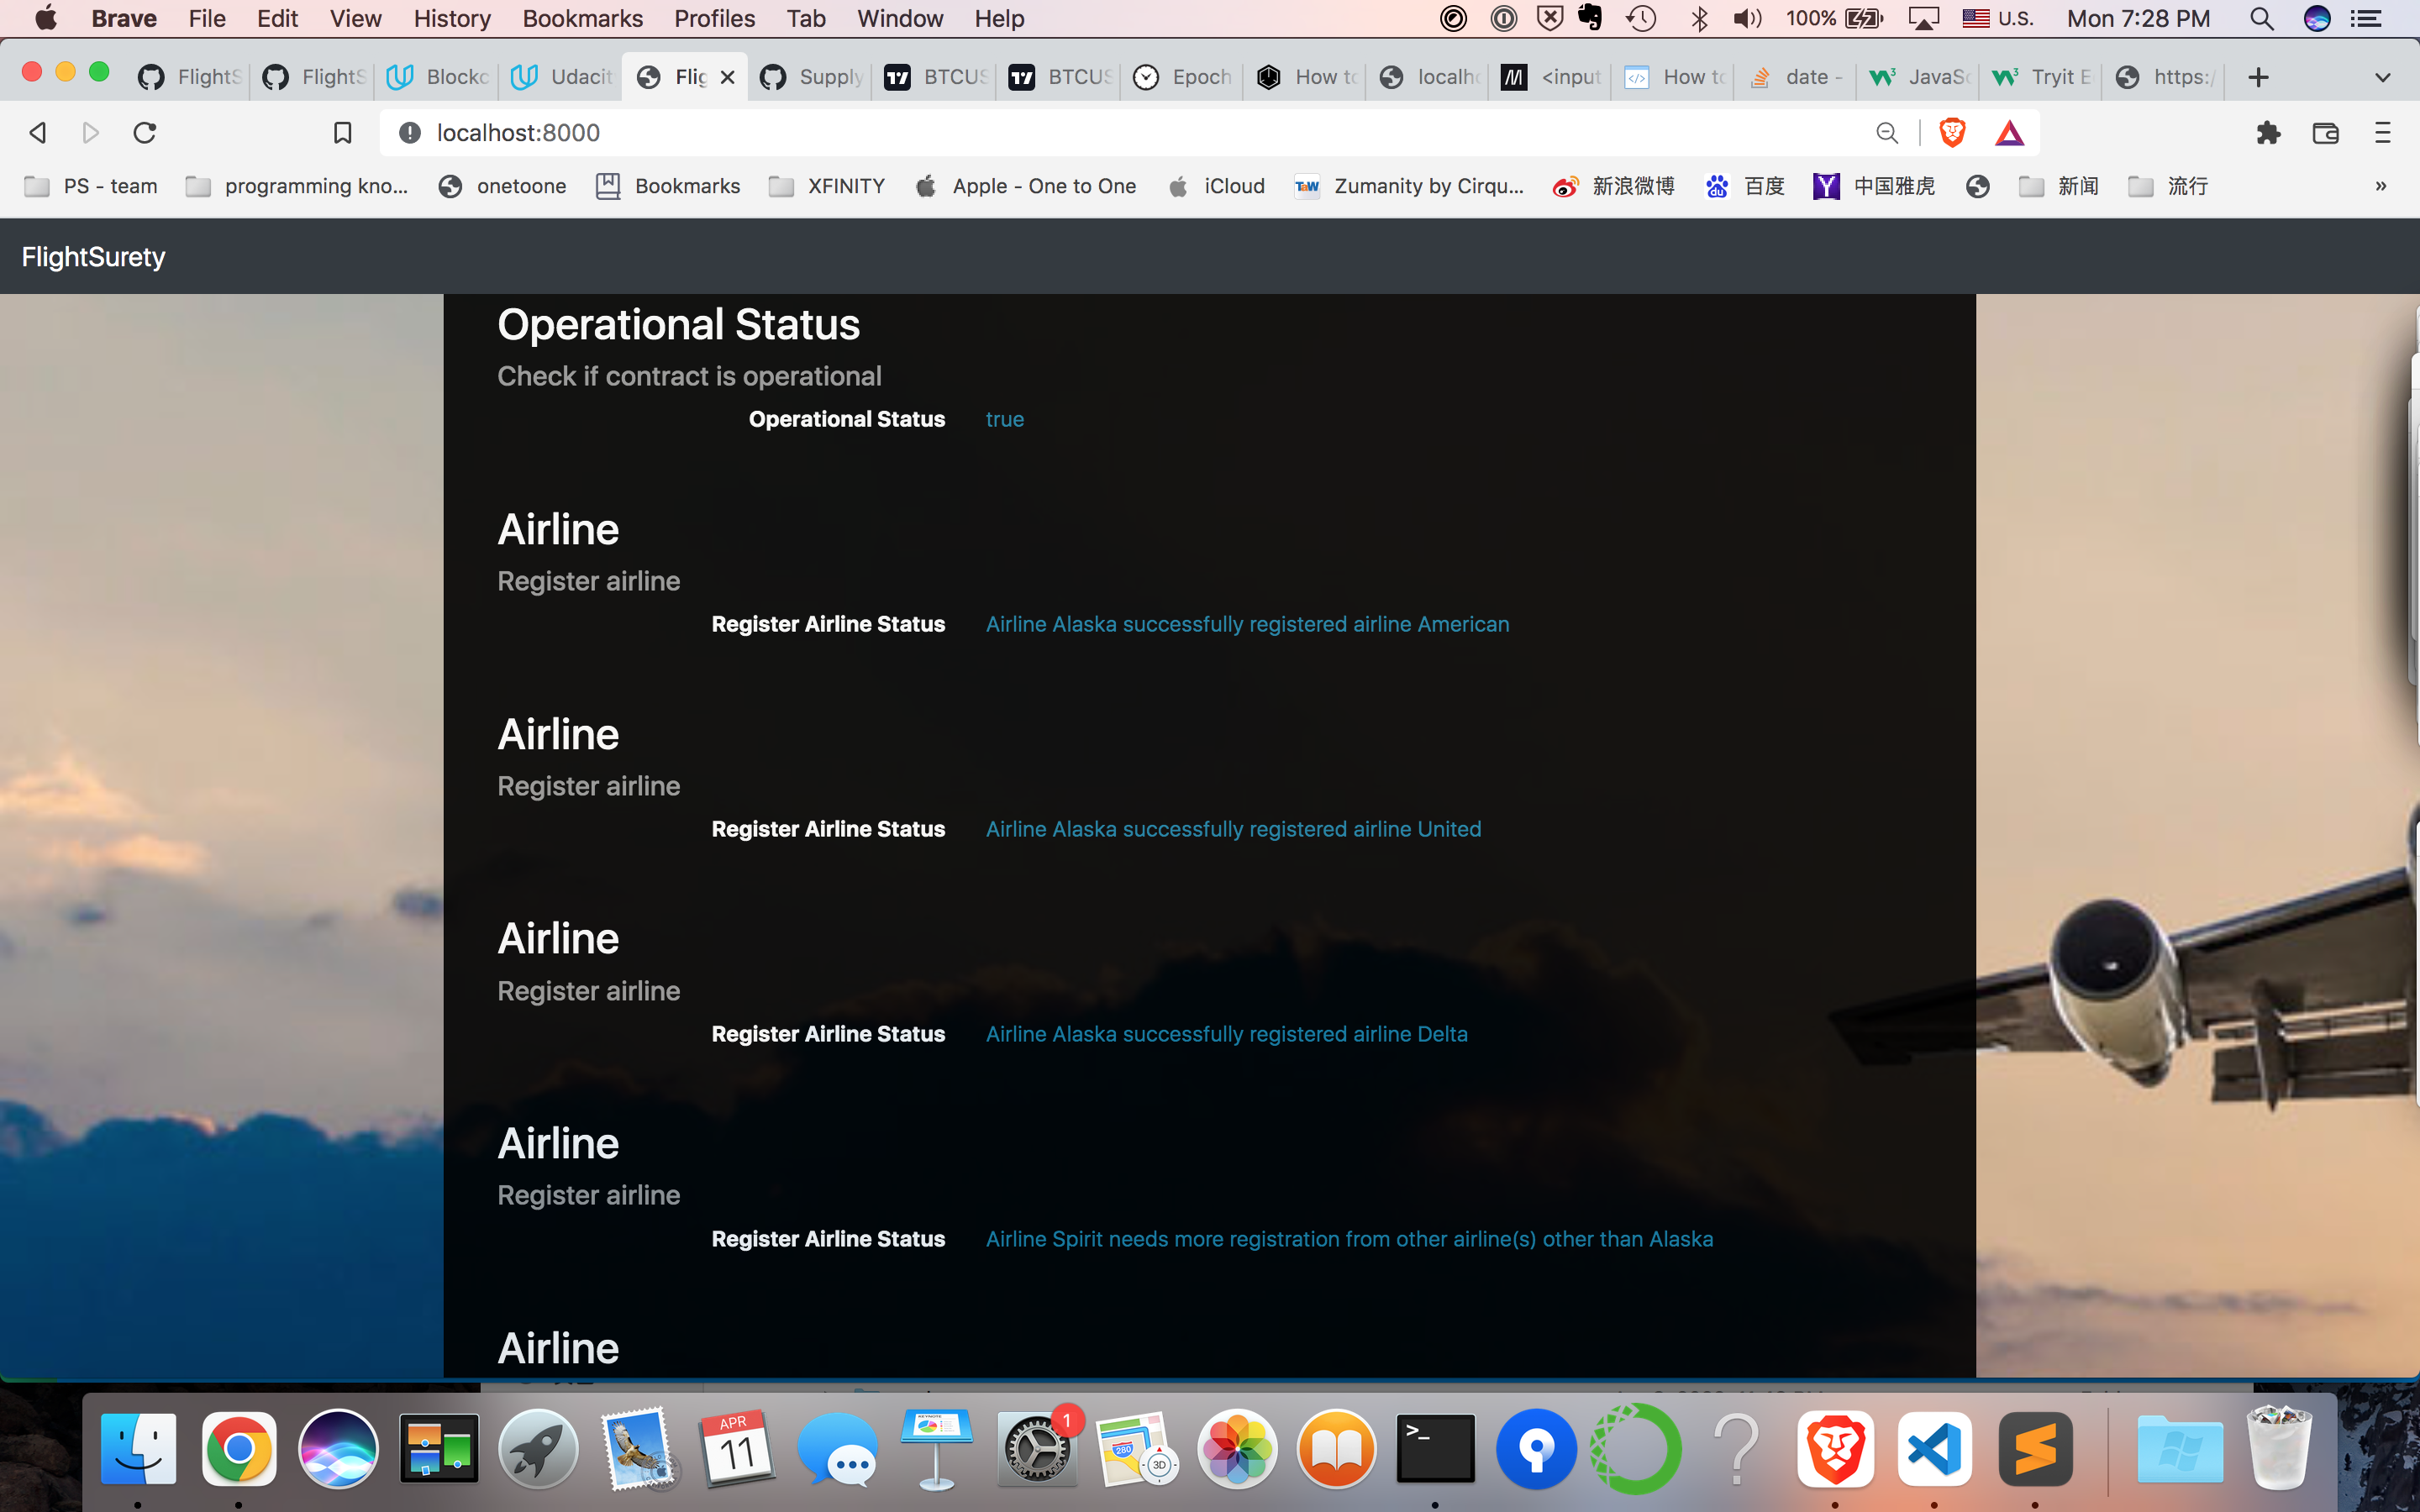 Brave File Edit View History Bookmarks Profiles Tab Window Help 100% U.S. Mon 7:28 PM
FlightS FlightS Blockc Udacit Flig Supply BTCUS BTCUS Epoch How to localho <input How to date - JavaSc Tryit E https:/
localhost:8000
PS - team programming kno... onetoone Bookmarks XFINITY Apple - One to One iCloud Zumanity by Cirqu... 新浪微博 百度 中国雅虎 新闻 流行 »
FlightSurety
Operational Status
Check if contract is operational
Operational Status true
Airline
Register airline
Register Airline Status Airline Alaska successfully registered airline American
Airline
Register airline
Register Airline Status Airline Alaska successfully registered airline United
Airline
Register airline
Register Airline Status Airline Alaska successfully registered airline Delta
Airline
Register airline
Register Airline Status Airline Spirit needs more registration from other airline(s) other than Alaska
Airline
APR
11
1
280
3D